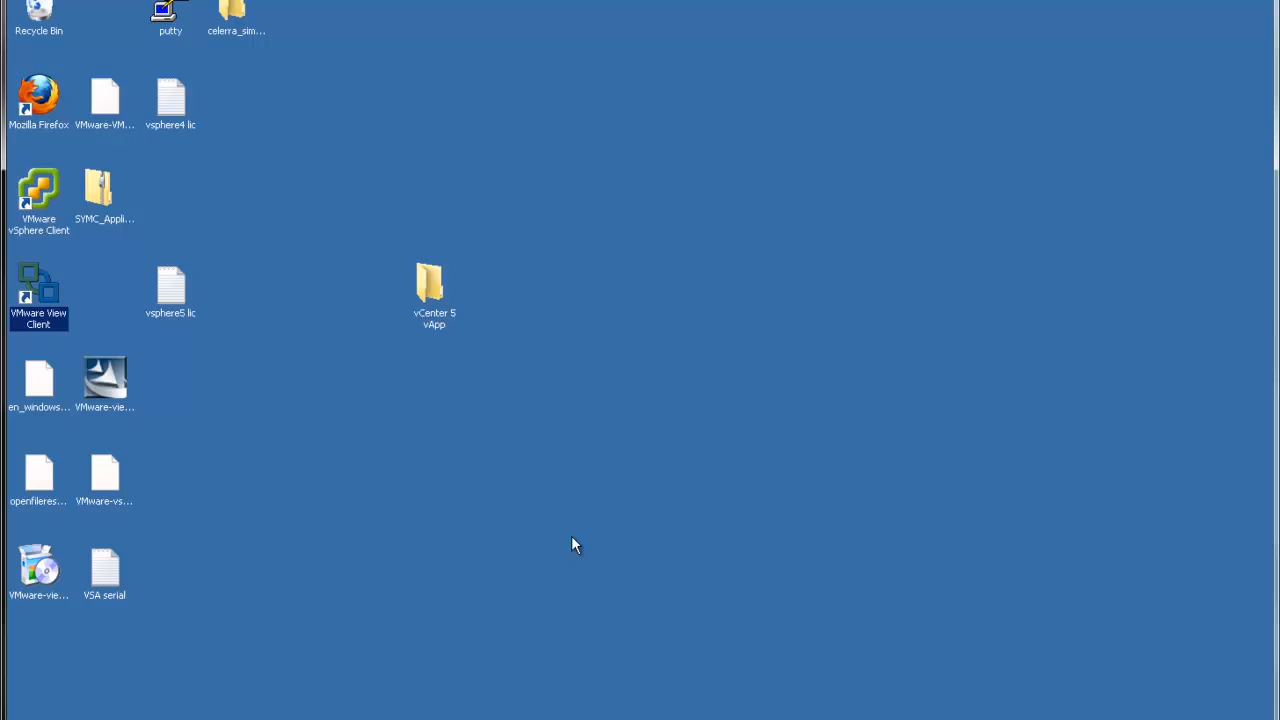 Recycle Bin
putty
celerra_sim...
Mozilla Firefox
VMware-VM...
vsphere4 lic
VMware
vSphere Client
SYMC_Appli...
VMware View
Client
vsphere5 lic
vCenter 5
vApp
en_windows...
VMware-vie...
openfileres...
VMware-vs...
VMware-vie...
VSA serial